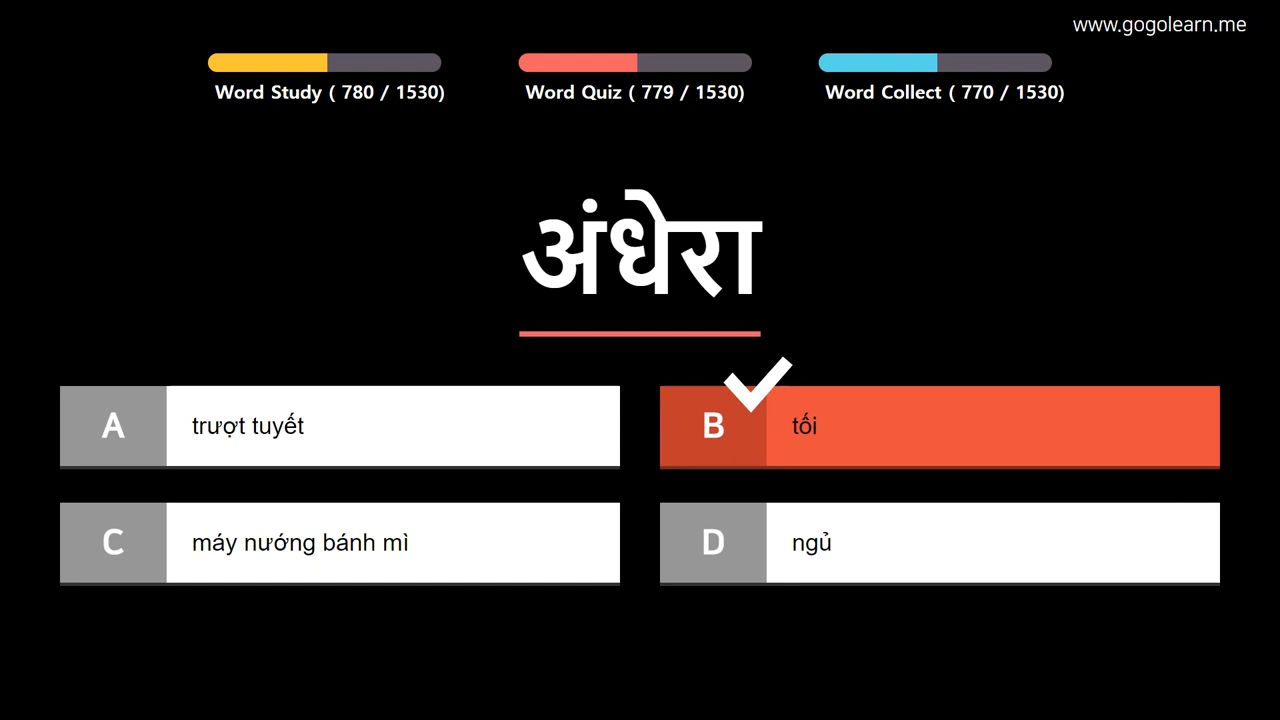 www.gogolearn.me
Word Study ( 780 / 1530)
Word Quiz ( 779 / 1530)
Word Collect ( 770 / 1530)
अंधेरा
A
trượt tuyết
B
tối
C
máy nướng bánh mì
D
ngủ